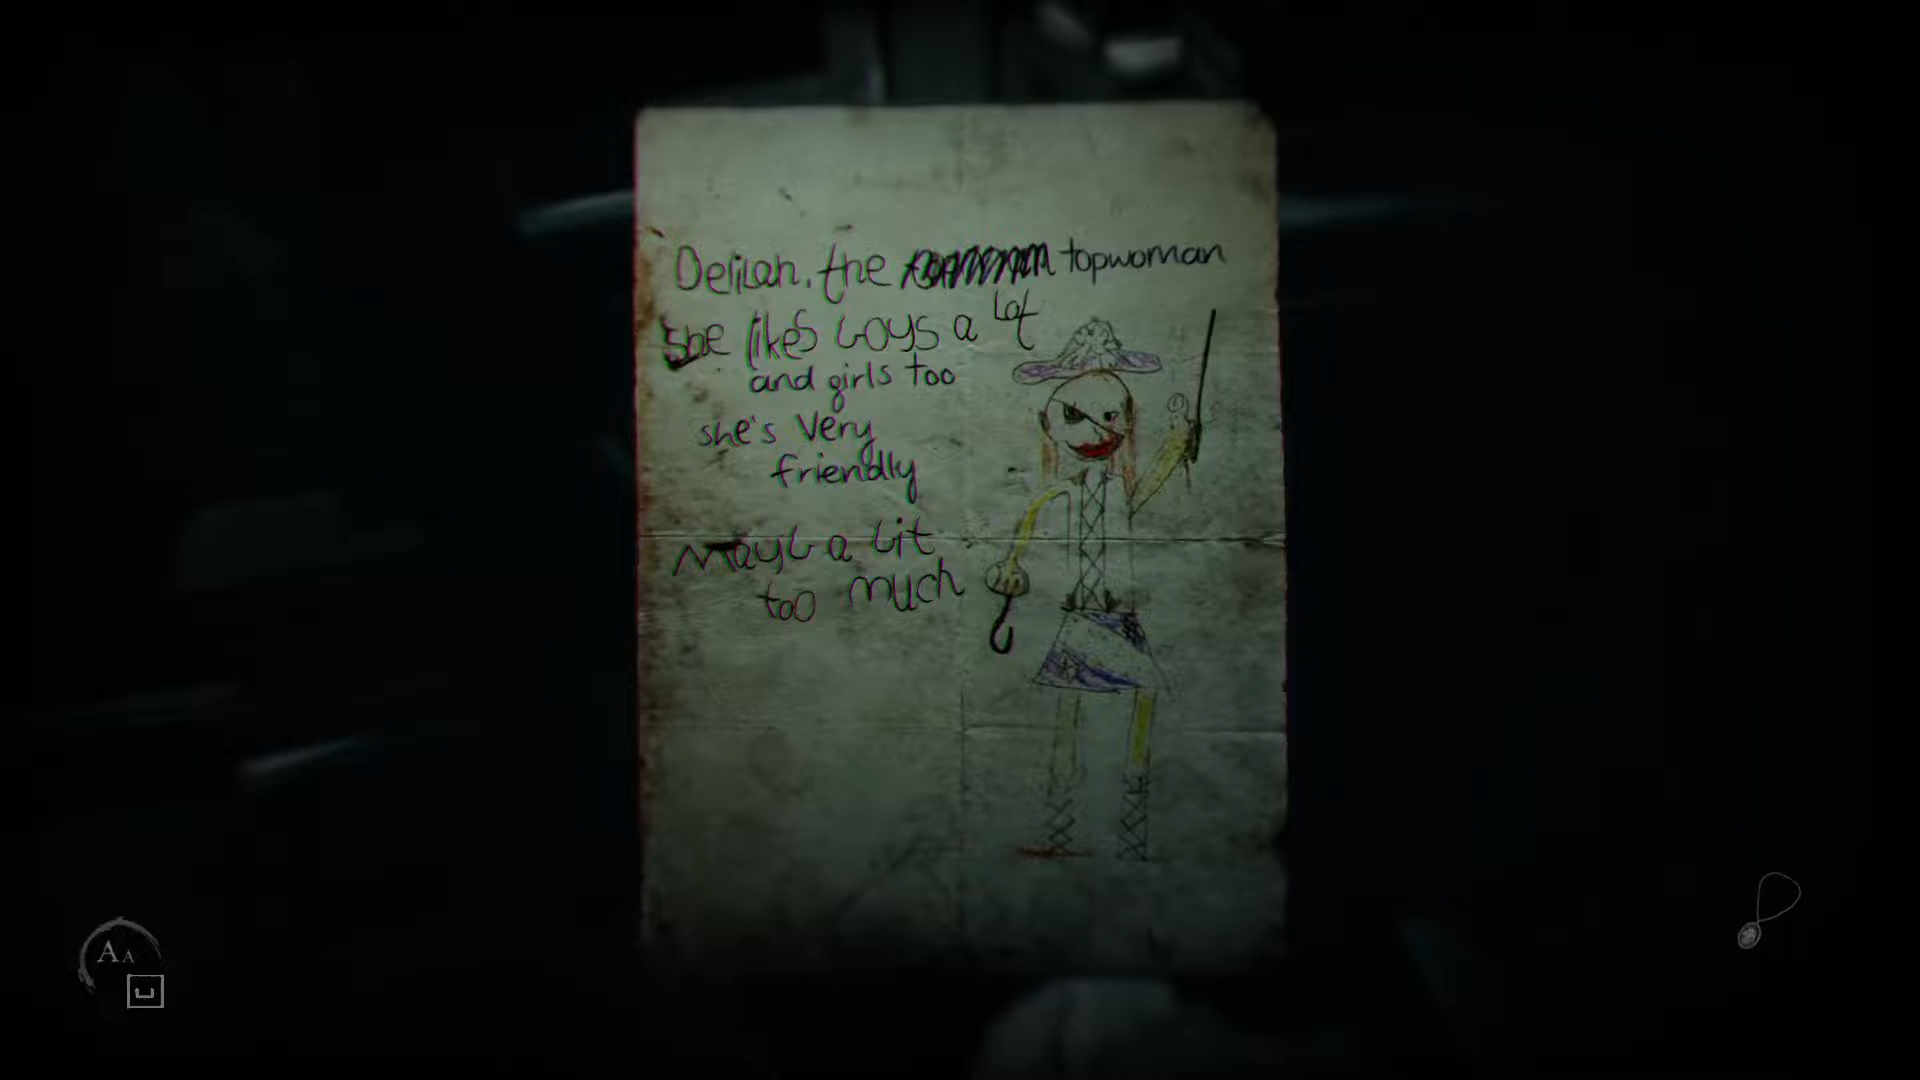 Delilah, the topwoman
She likes boys a lot
and girls too
she's very
friendly
Mayb a bit
too much
A A